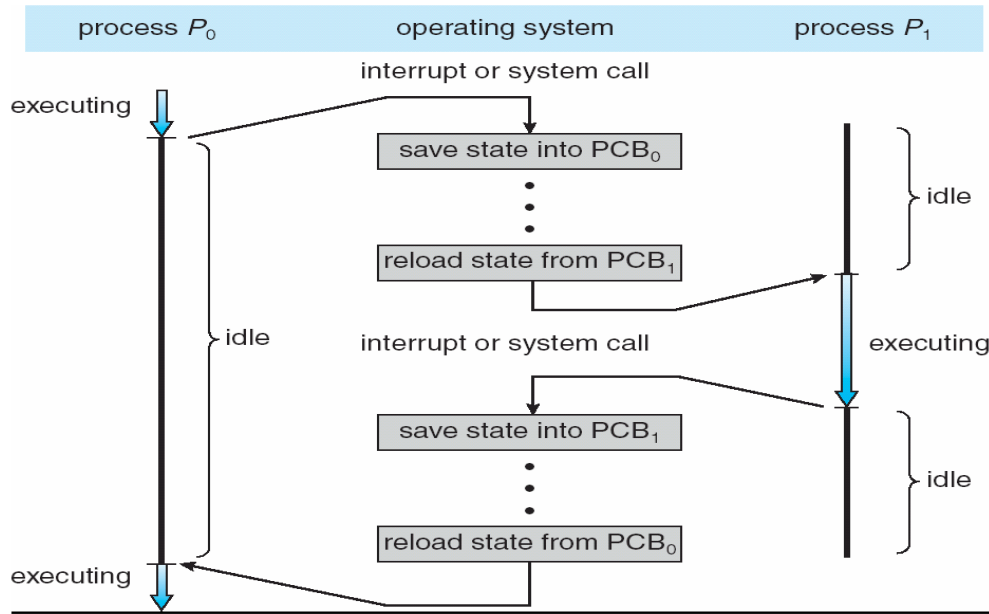 process P₀ operating system process P₁
interrupt or system call
executing
save state into PCB₀
idle
reload state from PCB₁
idle
interrupt or system call
executing
save state into PCB₁
idle
reload state from PCB₀
executing